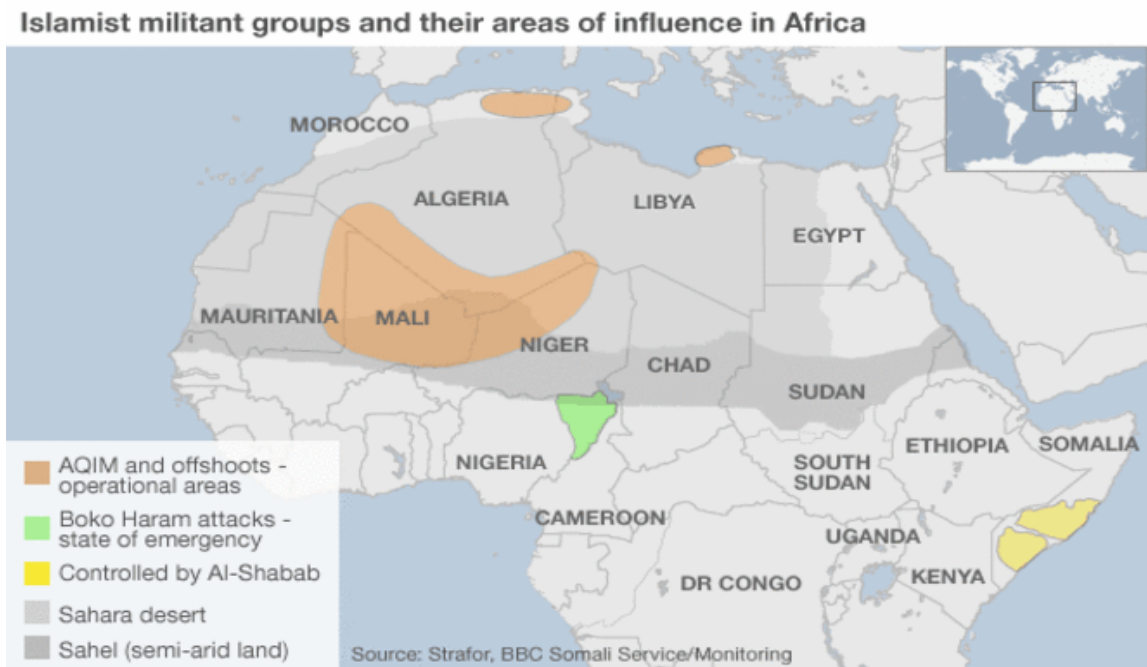 Islamist militant groups and their areas of influence in Africa
MOROCCO
ALGERIA
LIBYA
EGYPT
MAURITANIA
MALI
NIGER
CHAD
SUDAN
NIGERIA
SOUTH
SUDAN
ETHIOPIA
SOMALIA
CAMEROON
UGANDA
DR CONGO
KENYA
AQIM and offshoots -
operational areas
Boko Haram attacks -
state of emergency
Controlled by Al-Shabab
Sahara desert
Sahel (semi-arid land)
Source: Strafor, BBC Somali Service/Monitoring